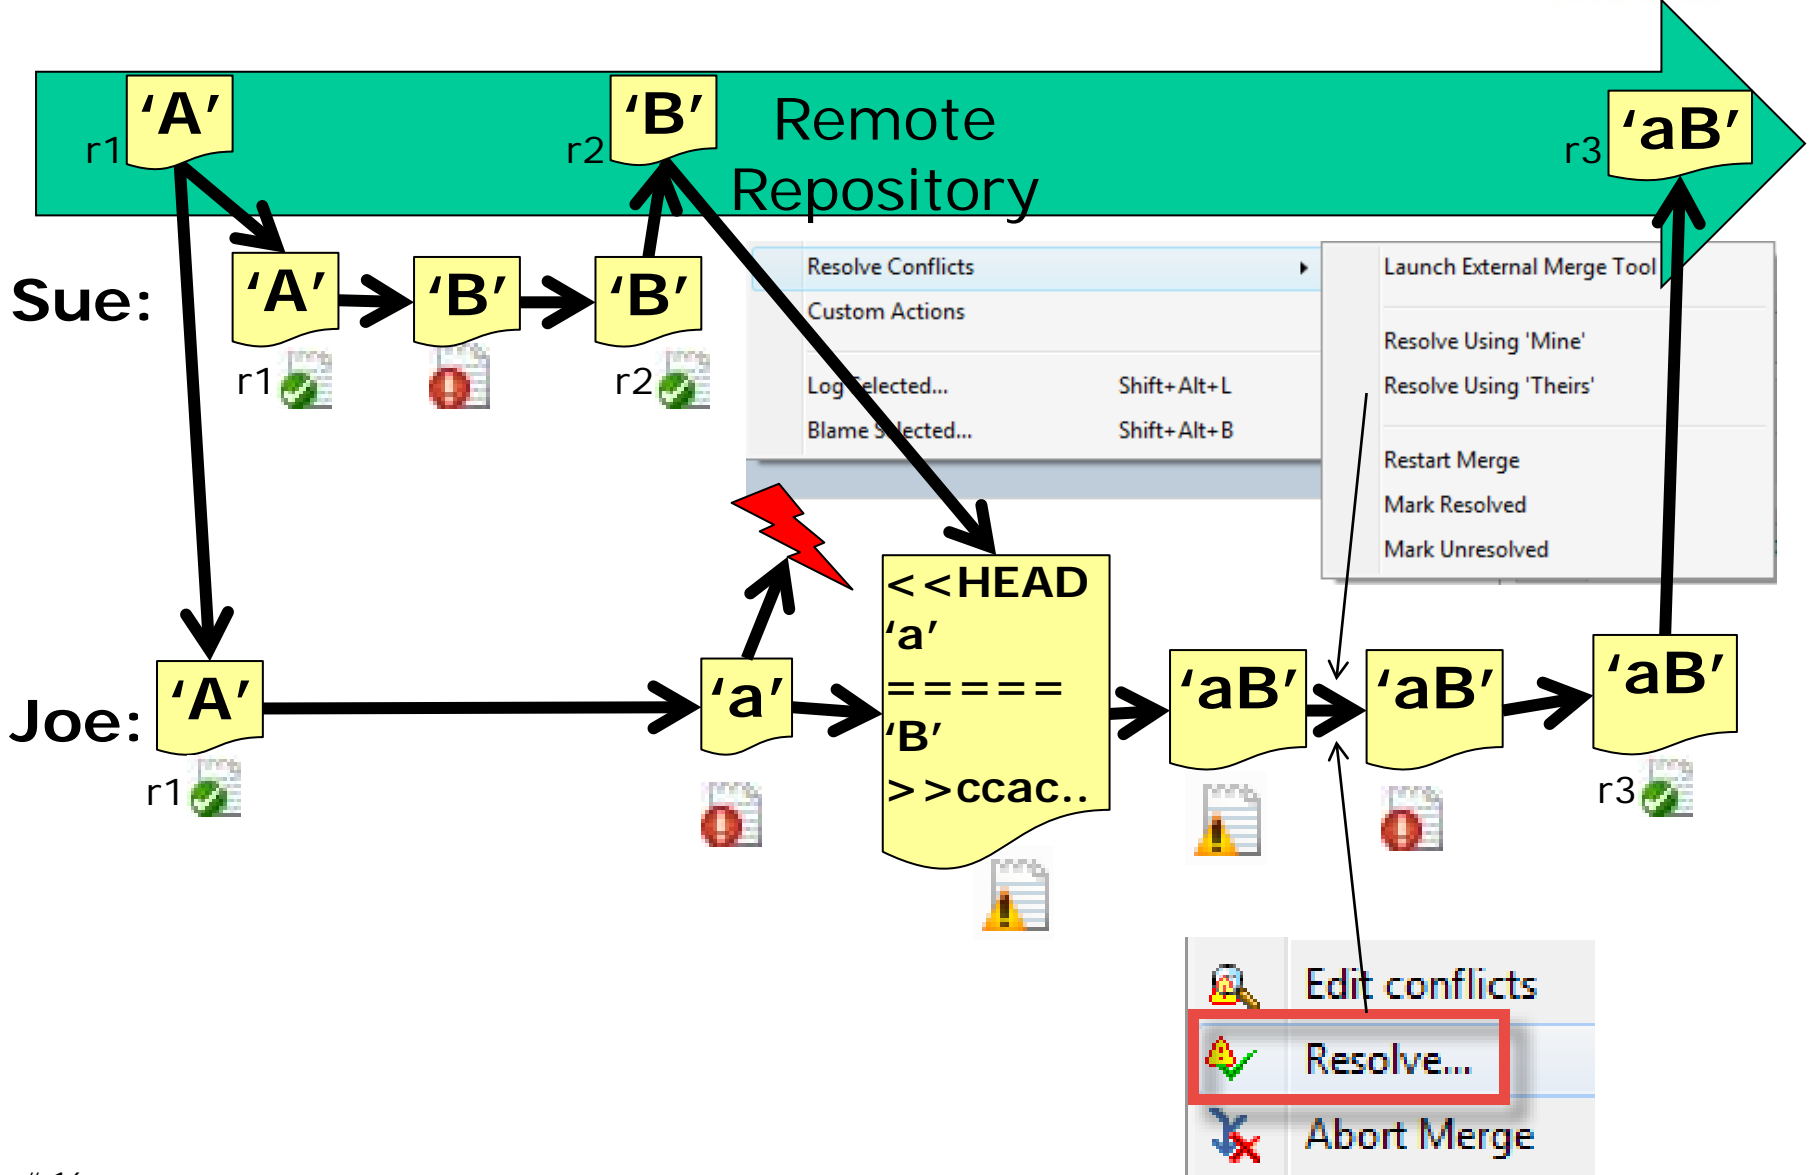 ‘A’
‘B’
Remote
Repository
‘aB’
r1
r2
r3
Sue:
‘A’
‘B’
‘B’
r1
r2
Resolve Conflicts
Custom Actions
Log Selected... Shift+Alt+L
Blame Selected... Shift+Alt+B
Launch External Merge Tool
Resolve Using 'Mine'
Resolve Using 'Theirs'
Restart Merge
Mark Resolved
Mark Unresolved
Joe:
‘A’
r1
‘a’
<<HEAD
‘a’
=====
‘B’
>>ccac..
‘aB’
‘aB’
‘aB’
r3
Edit conflicts
Resolve...
Abort Merge